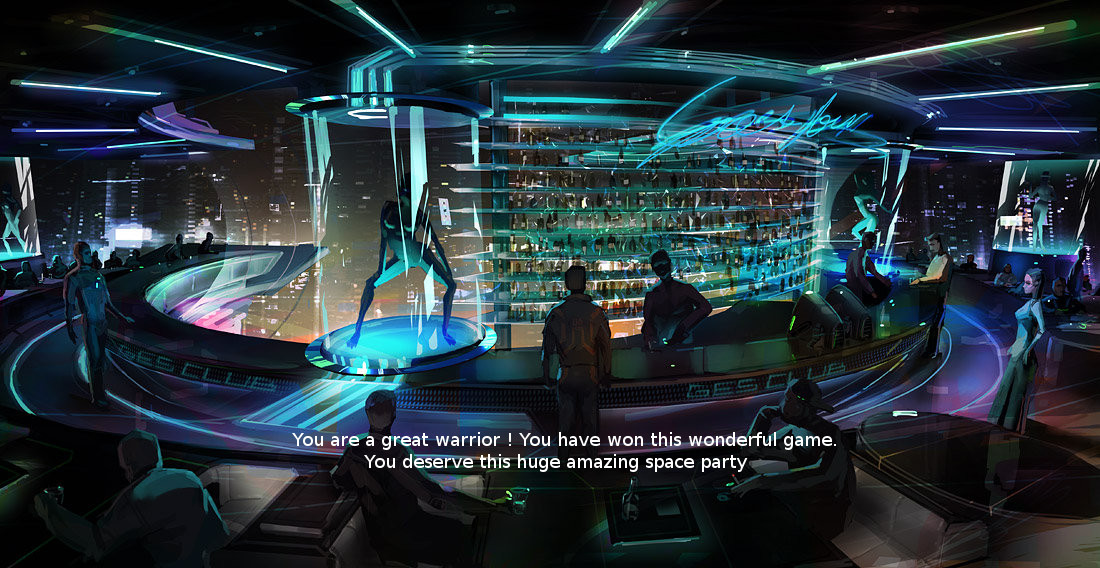 You are a great warrior ! You have won this wonderful game.
You deserve this huge amazing space party